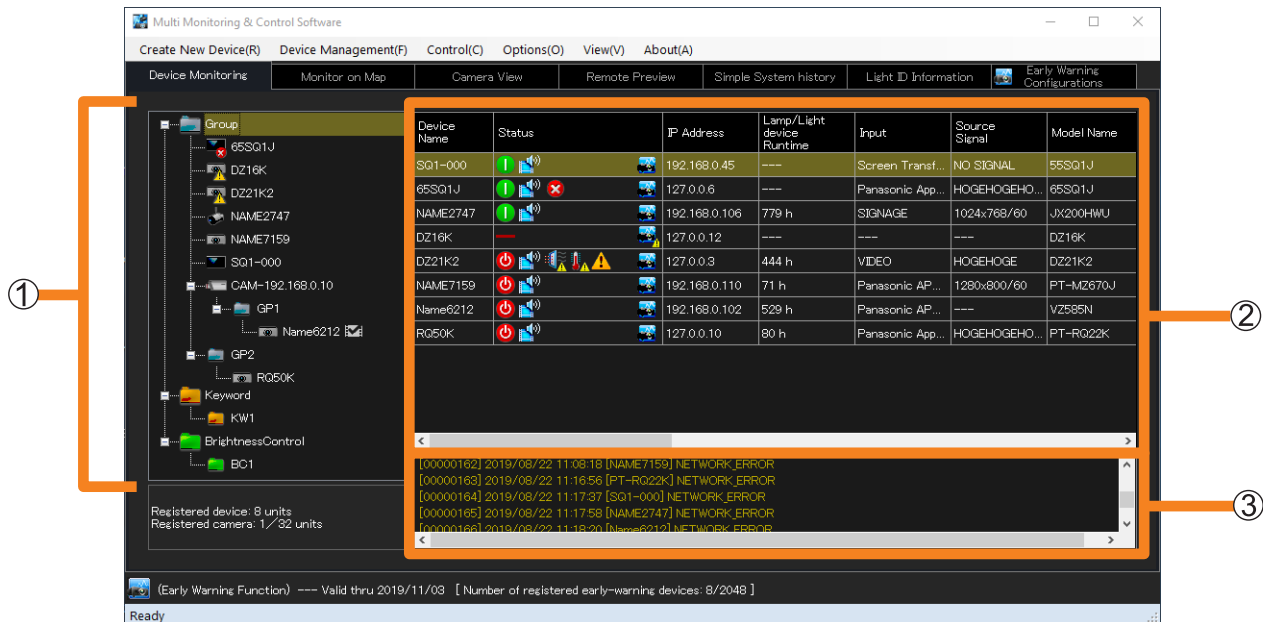 Multi Monitoring & Control Software
Create New Device(R) Device Management(F) Control(C) Options(O) View(V) About(A)
Device Monitoring Monitor on Map Camera View Remote Preview Simple System history Light ID Information Early Warning Configurations
Group
65SQ1J
DZ16K
DZ21K2
NAME2747
NAME7159
SQ1-000
CAM-192.168.0.10
GP1
Name6212
GP2
RQ50K
Keyword
KW1
BrightnessControl
BC1
Registered device: 8 units
Registered camera: 1/32 units
Device Name Status IP Address Lamp/Light device Runtime Input Source Signal Model Name
SQ1-000 192.168.0.45 --- Screen Transf... NO SIGNAL 55SQ1J
65SQ1J 127.0.0.6 --- Panasonic App... HOGEHOGEHO... 65SQ1J
NAME2747 192.168.0.106 779 h SIGNAGE 1024x768/60 JX200HWU
DZ16K 127.0.0.12 --- --- --- DZ16K
DZ21K2 127.0.0.3 444 h VIDEO HOGEHOGE DZ21K2
NAME7159 192.168.0.110 71 h Panasonic AP... 1280x800/60 PT-MZ670J
Name6212 192.168.0.102 529 h Panasonic AP... --- VZ585N
RQ50K 127.0.0.10 80 h Panasonic App... HOGEHOGEHO... PT-RQ22K
[00000162] 2019/08/22 11:08:18 [NAME7159] NETWORK_ERROR
[00000163] 2019/08/22 11:16:56 [PT-RQ22K] NETWORK_ERROR
[00000164] 2019/08/22 11:17:37 [SQ1-000] NETWORK_ERROR
[00000165] 2019/08/22 11:17:58 [NAME2747] NETWORK_ERROR
[00000166] 2019/08/22 11:18:20 [Name6212] NETWORK_ERROR
(Early Warning Function) --- Valid thru 2019/11/03 [ Number of registered early-warning devices: 8/2048 ]
Ready
①
②
③